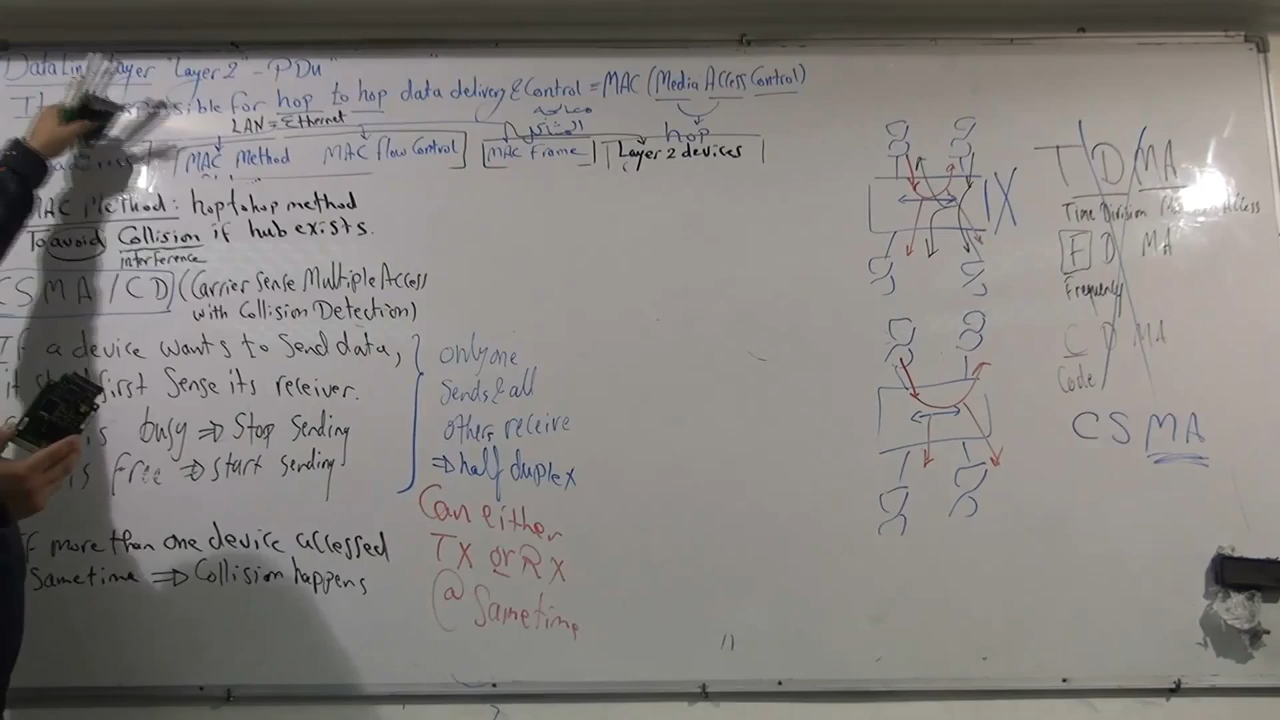 DataLink Layer "Layer 2" - PDu"
for hop to hop data delivery & Control = MAC (Media Access Control)
LAN = Ethernet
hop
MAC Method MAC flow Control MAC Frame Layer 2 devices
MAC Method: hop to hop method
To avoid Collision if hub exists.
interference
CSMA/CD (Carrier Sense Multiple Access
with Collision Detection)
If a device wants to Send data,
it first Sense its receiver.
is busy => Stop Sending
is free => start sending
If more than one device accessed
Sametime => Collision happens
only one
Sends & all
others receive
=> half duplex
Can either
TX or RX
@ Sametime
TDMA
Time Division Access
FDMA
Frequency
CDMA
Code
CSMA